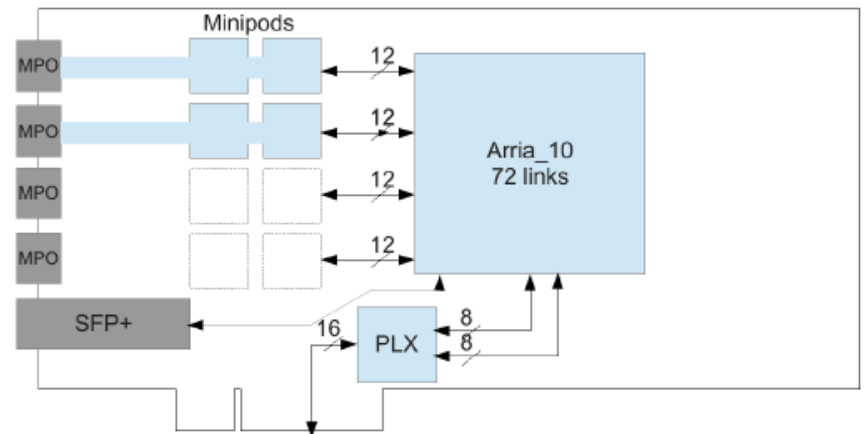 Minipods
MPO
12
MPO
12
Arria_10
72 links
MPO
12
MPO
12
SFP+
16
PLX
8
8